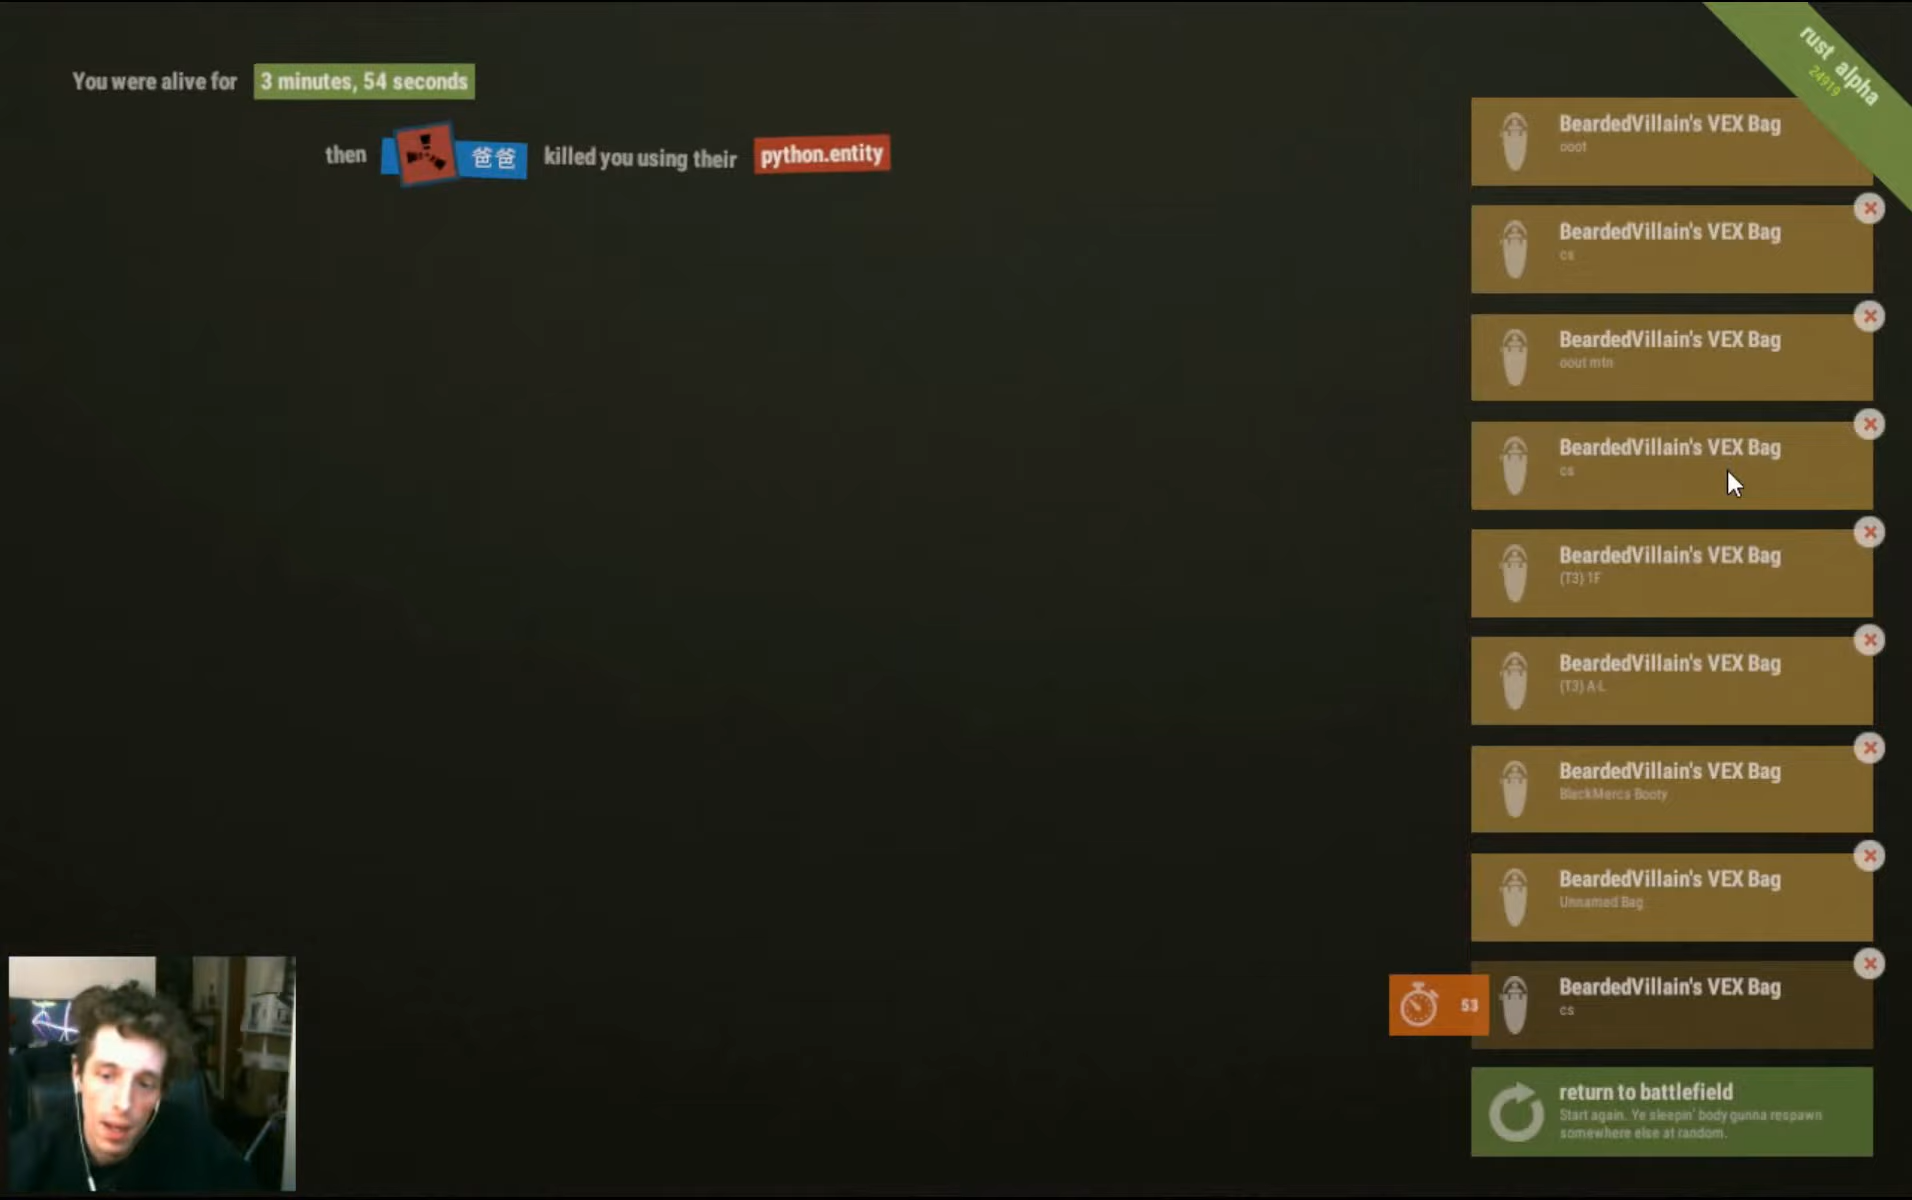 You were alive for 3 minutes, 54 seconds
then 爸爸 killed you using their python.entity
rust alpha
24919
BeardedVillain's VEX Bag
ooot
BeardedVillain's VEX Bag
cs
BeardedVillain's VEX Bag
oout mtn
BeardedVillain's VEX Bag
cs
BeardedVillain's VEX Bag
(T3) 1F
BeardedVillain's VEX Bag
(T3) A-L
BeardedVillain's VEX Bag
BlackMercs Booty
BeardedVillain's VEX Bag
Unnamed Bag
53
BeardedVillain's VEX Bag
cs
return to battlefield
Start again. Ye sleepin' body gunna respawn
somewhere else at random.